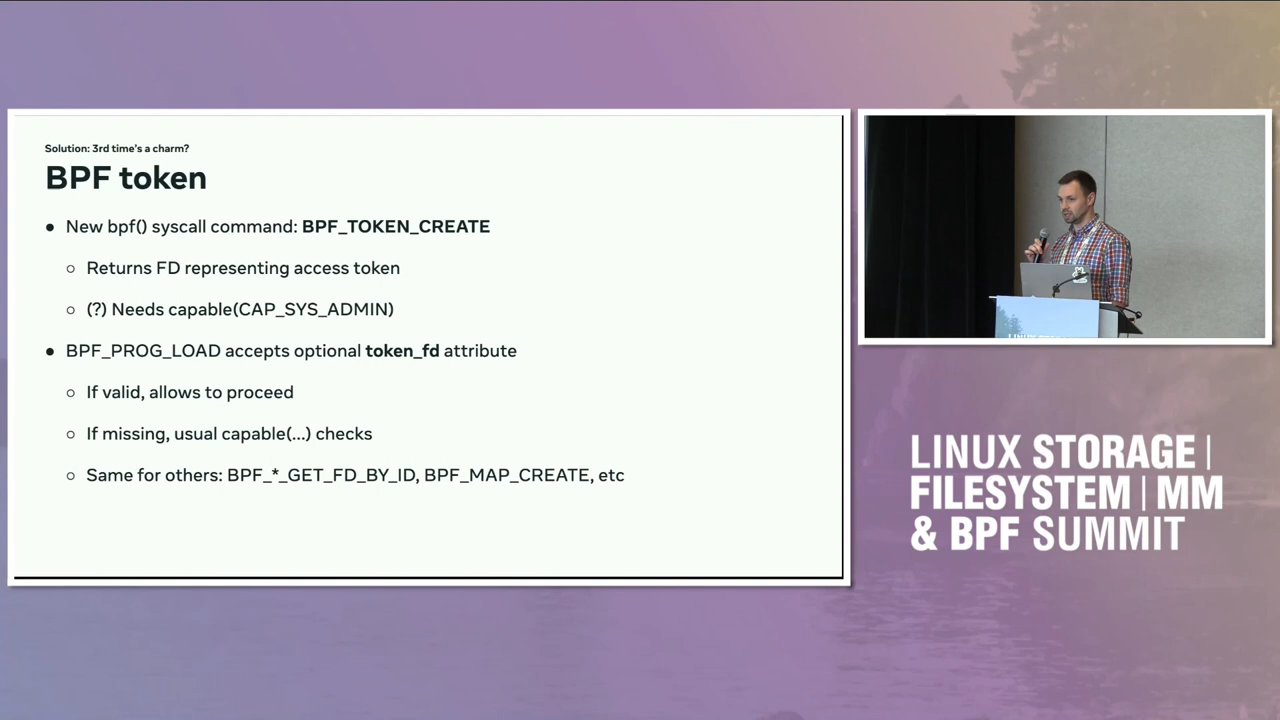 Solution: 3rd time's a charm?
BPF token
● New bpf() syscall command: BPF_TOKEN_CREATE
○ Returns FD representing access token
○ (?) Needs capable(CAP_SYS_ADMIN)
● BPF_PROG_LOAD accepts optional token_fd attribute
○ If valid, allows to proceed
○ If missing, usual capable(...) checks
○ Same for others: BPF_*_GET_FD_BY_ID, BPF_MAP_CREATE, etc
LINUX STORAGE |
FILESYSTEM | MM
& BPF SUMMIT